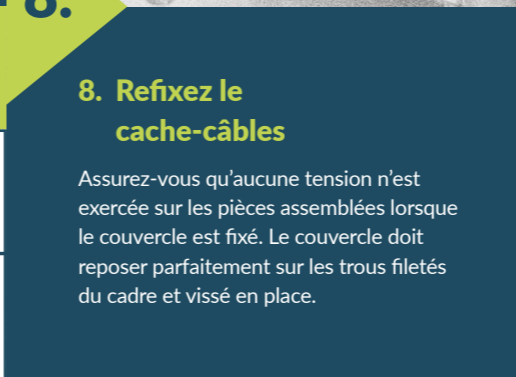 8.
8. Refixez le
cache-câbles
Assurez-vous qu'aucune tension n'est
exercée sur les pièces assemblées lorsque
le couvercle est fixé. Le couvercle doit
reposer parfaitement sur les trous filetés
du cadre et vissé en place.